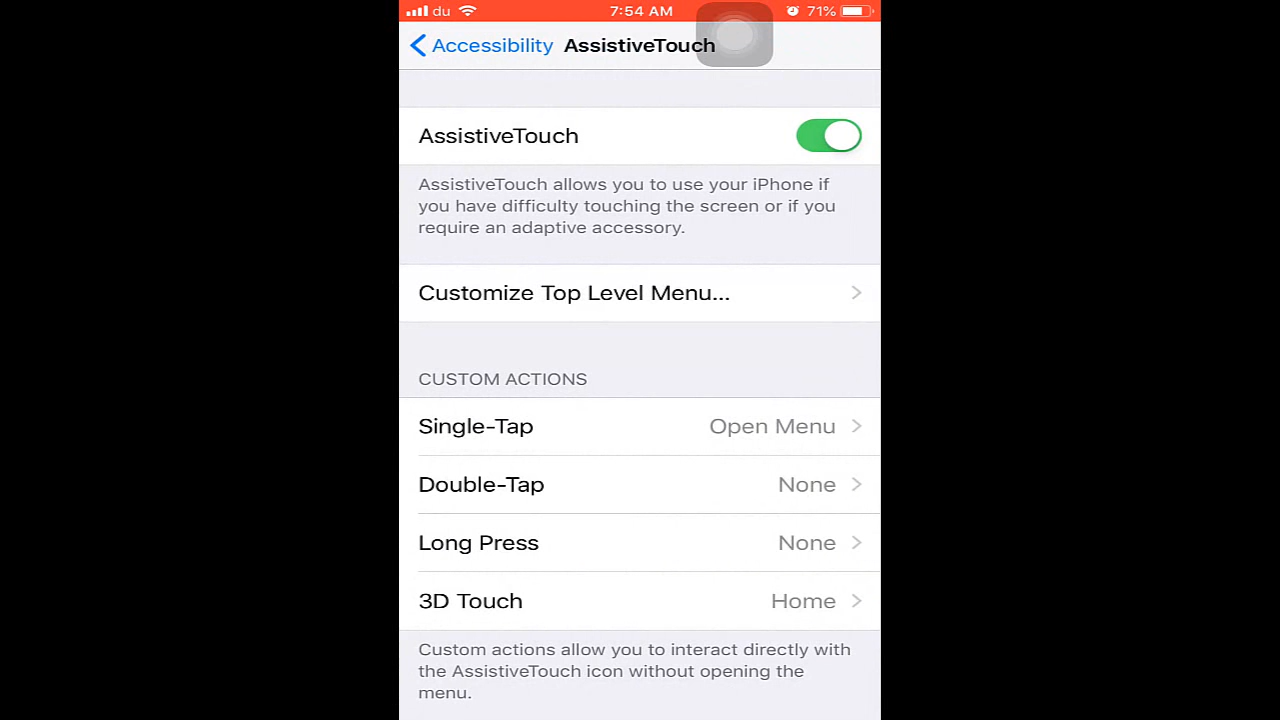 du 7:54 AM 71%
Accessibility AssistiveTouch
AssistiveTouch
AssistiveTouch allows you to use your iPhone if
you have difficulty touching the screen or if you
require an adaptive accessory.
Customize Top Level Menu...
CUSTOM ACTIONS
Single-Tap Open Menu
Double-Tap None
Long Press None
3D Touch Home
Custom actions allow you to interact directly with
the AssistiveTouch icon without opening the
menu.